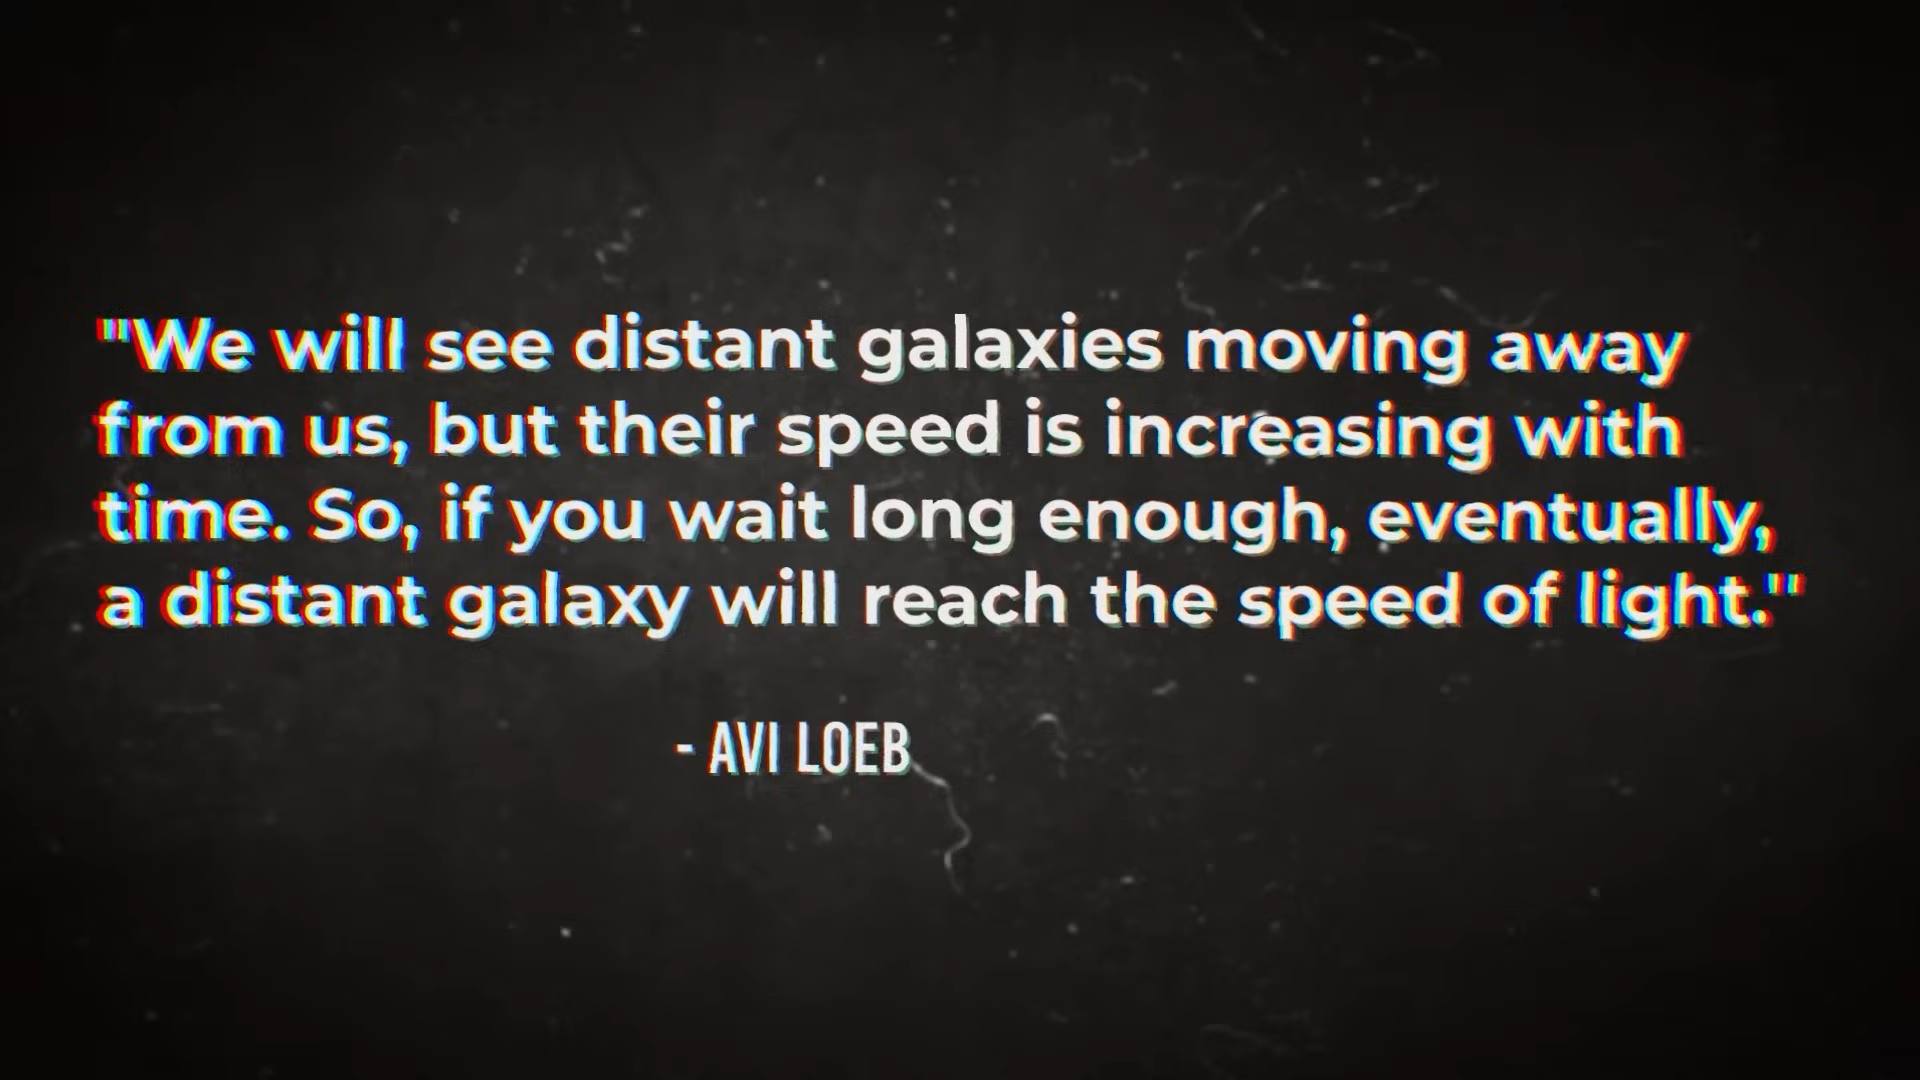 "We will see distant galaxies moving away
from us, but their speed is increasing with
time. So, if you wait long enough, eventually,
a distant galaxy will reach the speed of light."
- AVI LOEB